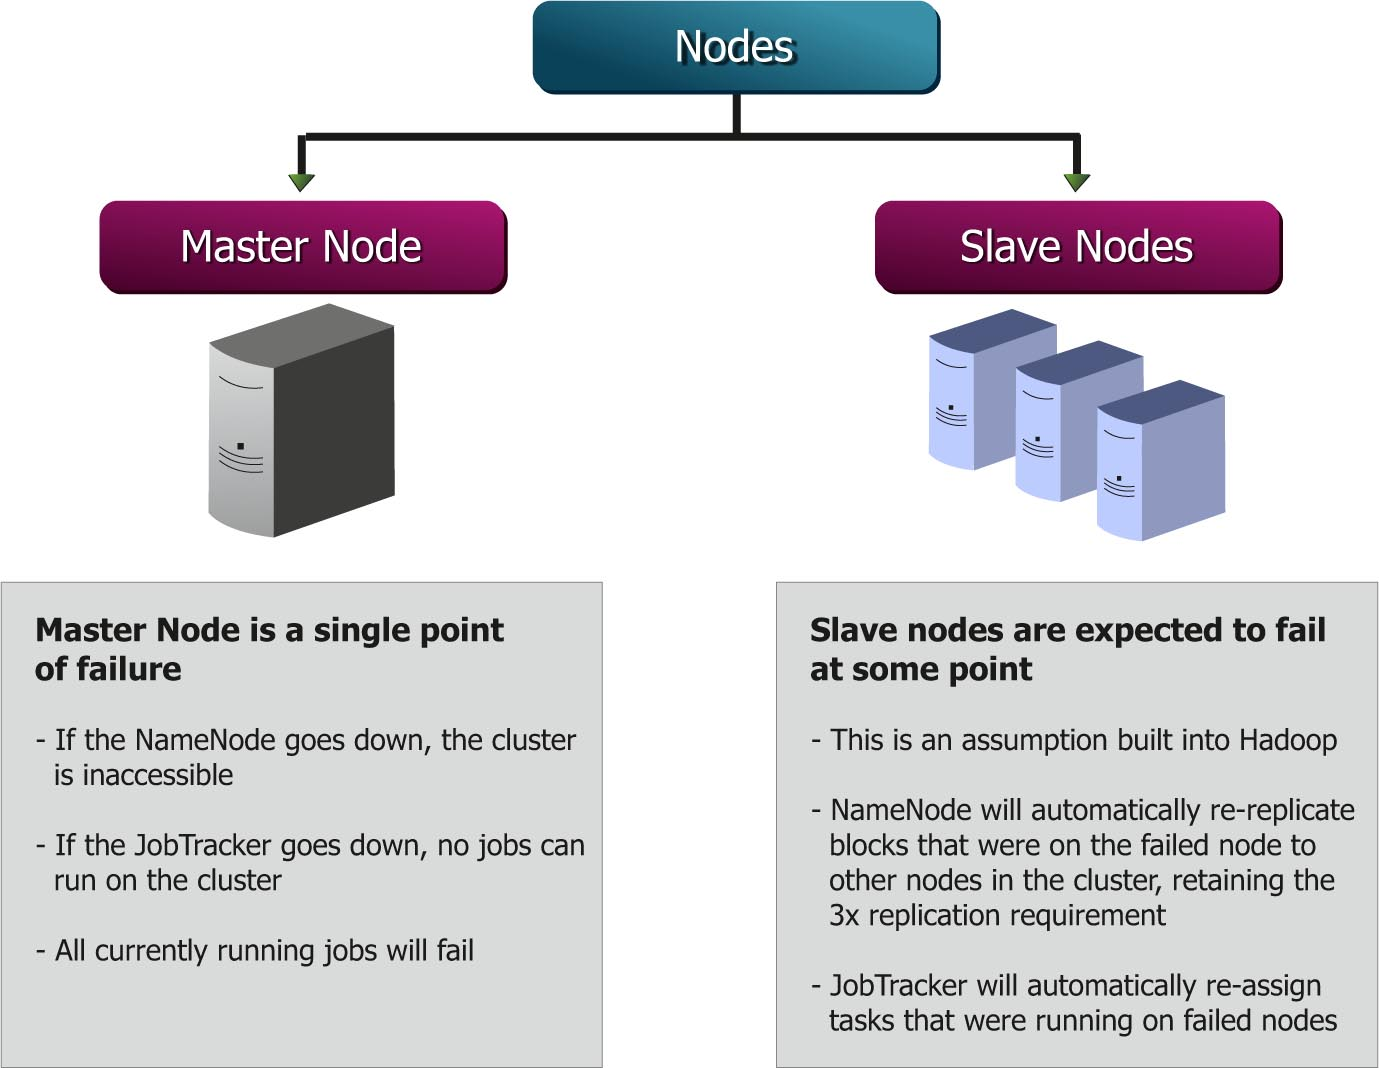 Nodes
Master Node
Slave Nodes
Master Node is a single point
of failure
- If the NameNode goes down, the cluster
is inaccessible
- If the JobTracker goes down, no jobs can
run on the cluster
- All currently running jobs will fail
Slave nodes are expected to fail
at some point
- This is an assumption built into Hadoop
- NameNode will automatically re-replicate
blocks that were on the failed node to
other nodes in the cluster, retaining the
3x replication requirement
- JobTracker will automatically re-assign
tasks that were running on failed nodes